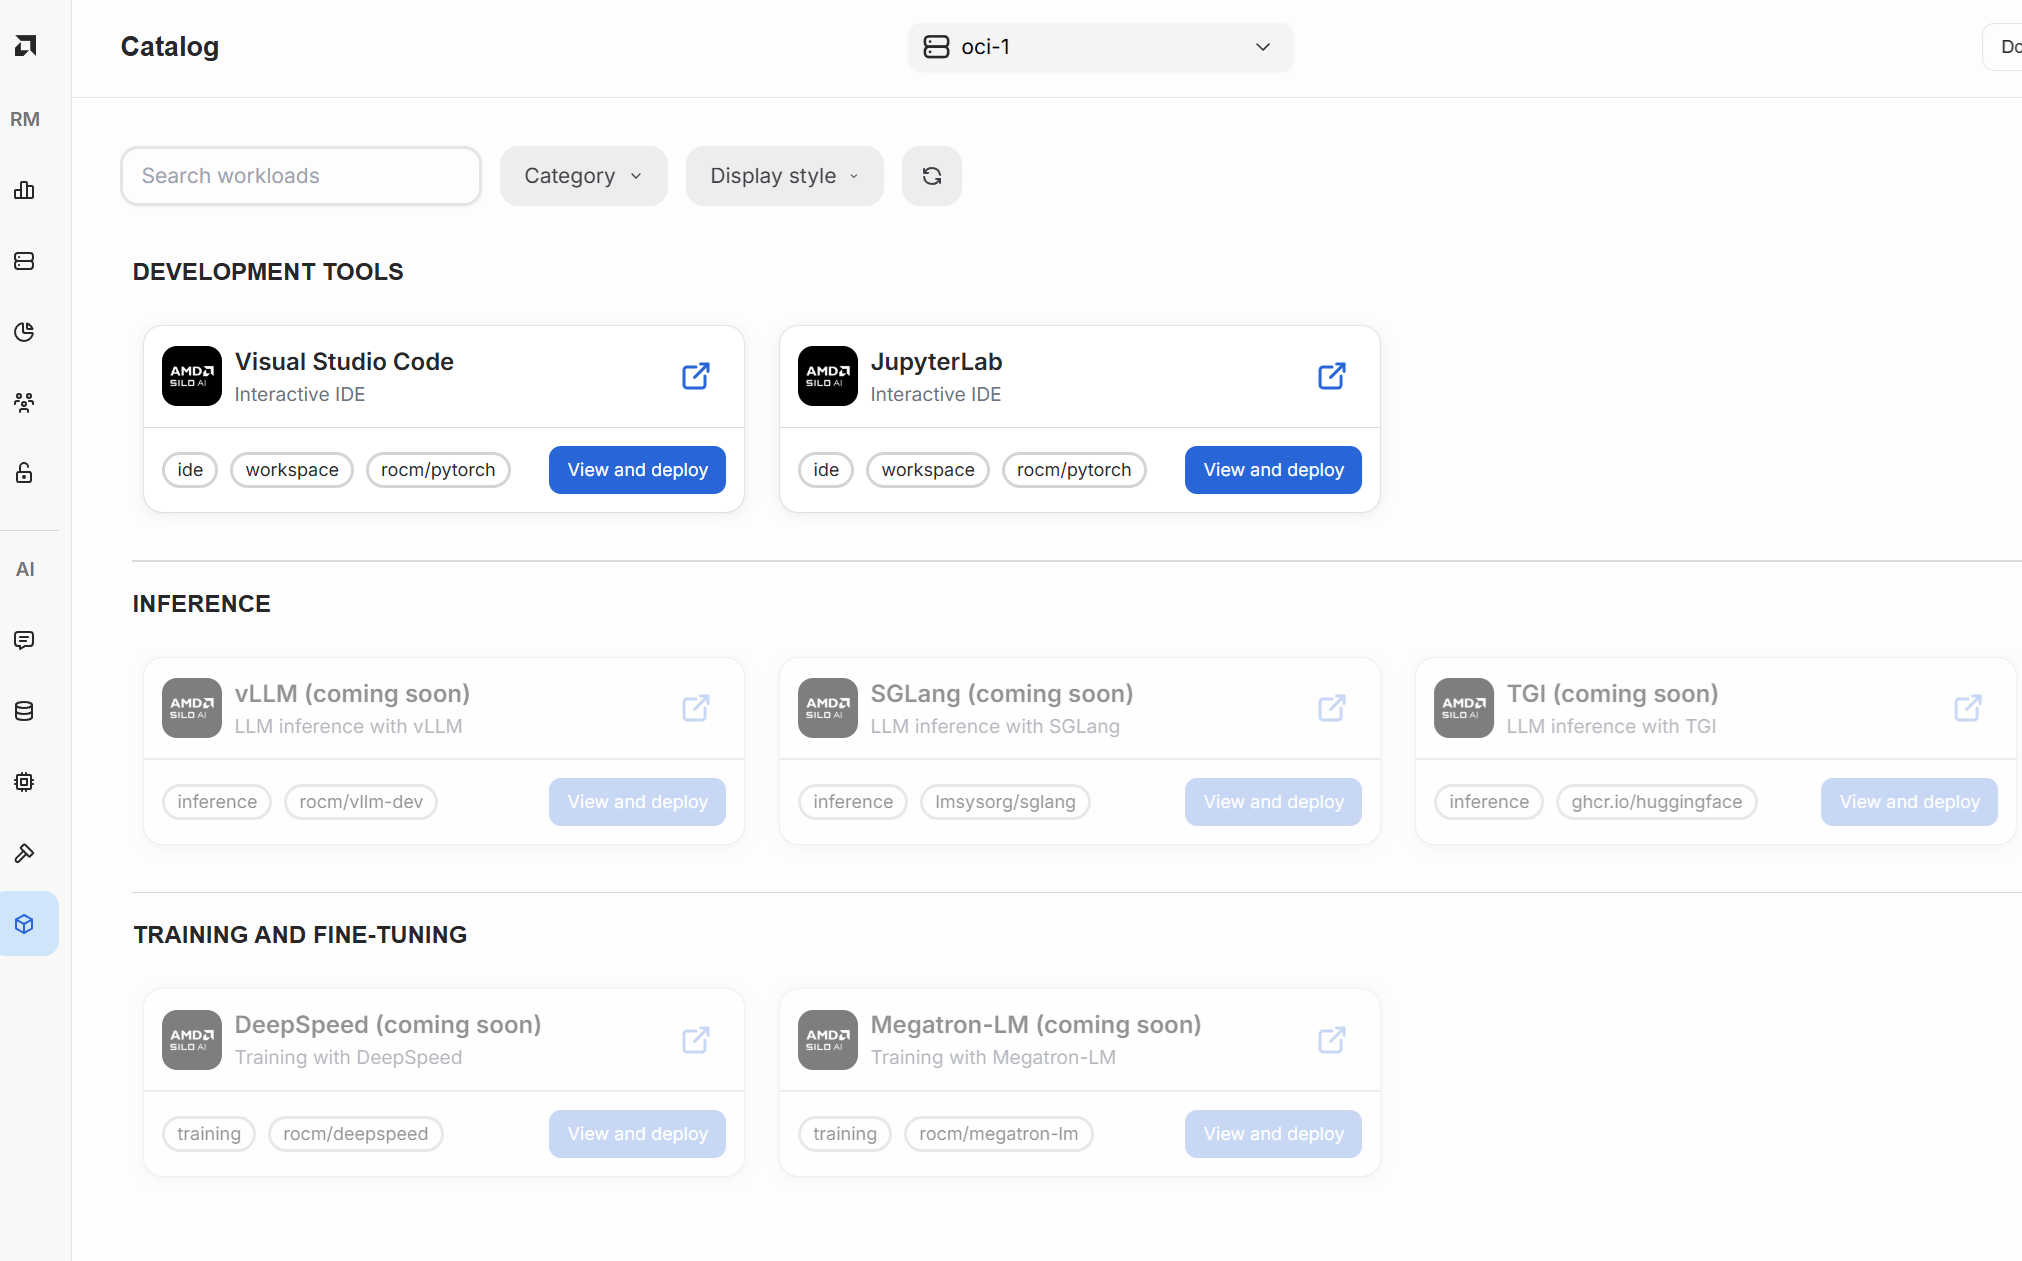 Catalog
oci-1
Do
RM
Search workloads
Category
Display style
DEVELOPMENT TOOLS
AMD
SILO AI
Visual Studio Code
Interactive IDE
ide
workspace
rocm/pytorch
View and deploy
AMD
SILO AI
JupyterLab
Interactive IDE
ide
workspace
rocm/pytorch
View and deploy
AI
INFERENCE
AMD
SILO AI
vLLM (coming soon)
LLM inference with vLLM
inference
rocm/vllm-dev
View and deploy
AMD
SILO AI
SGLang (coming soon)
LLM inference with SGLang
inference
lmsysorg/sglang
View and deploy
AMD
SILO AI
TGI (coming soon)
LLM inference with TGI
inference
ghcr.io/huggingface
View and deploy
TRAINING AND FINE-TUNING
AMD
SILO AI
DeepSpeed (coming soon)
Training with DeepSpeed
training
rocm/deepspeed
View and deploy
AMD
SILO AI
Megatron-LM (coming soon)
Training with Megatron-LM
training
rocm/megatron-lm
View and deploy